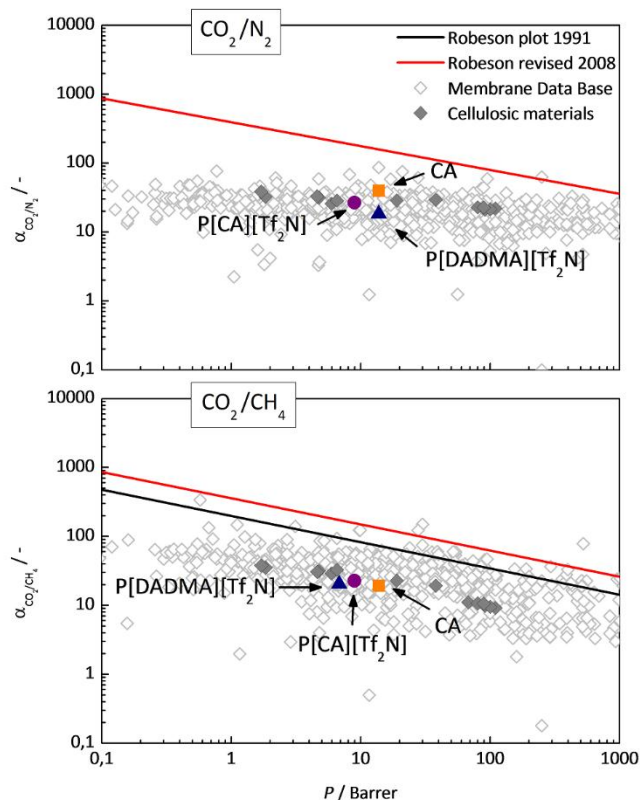 CO₂/N₂
Robeson plot 1991
Robeson revised 2008
Membrane Data Base
Cellulosic materials
10000
1000
100
10
1
0,1
α CO₂/N₂ / -
CA
P[CA][Tf₂N]
P[DADMA][Tf₂N]
CO₂/CH₄
10000
1000
100
10
1
0,1
α CO₂/CH₄ / -
P[DADMA][Tf₂N]
P[CA][Tf₂N]
CA
0,1 1 10 100 1000
P / Barrer